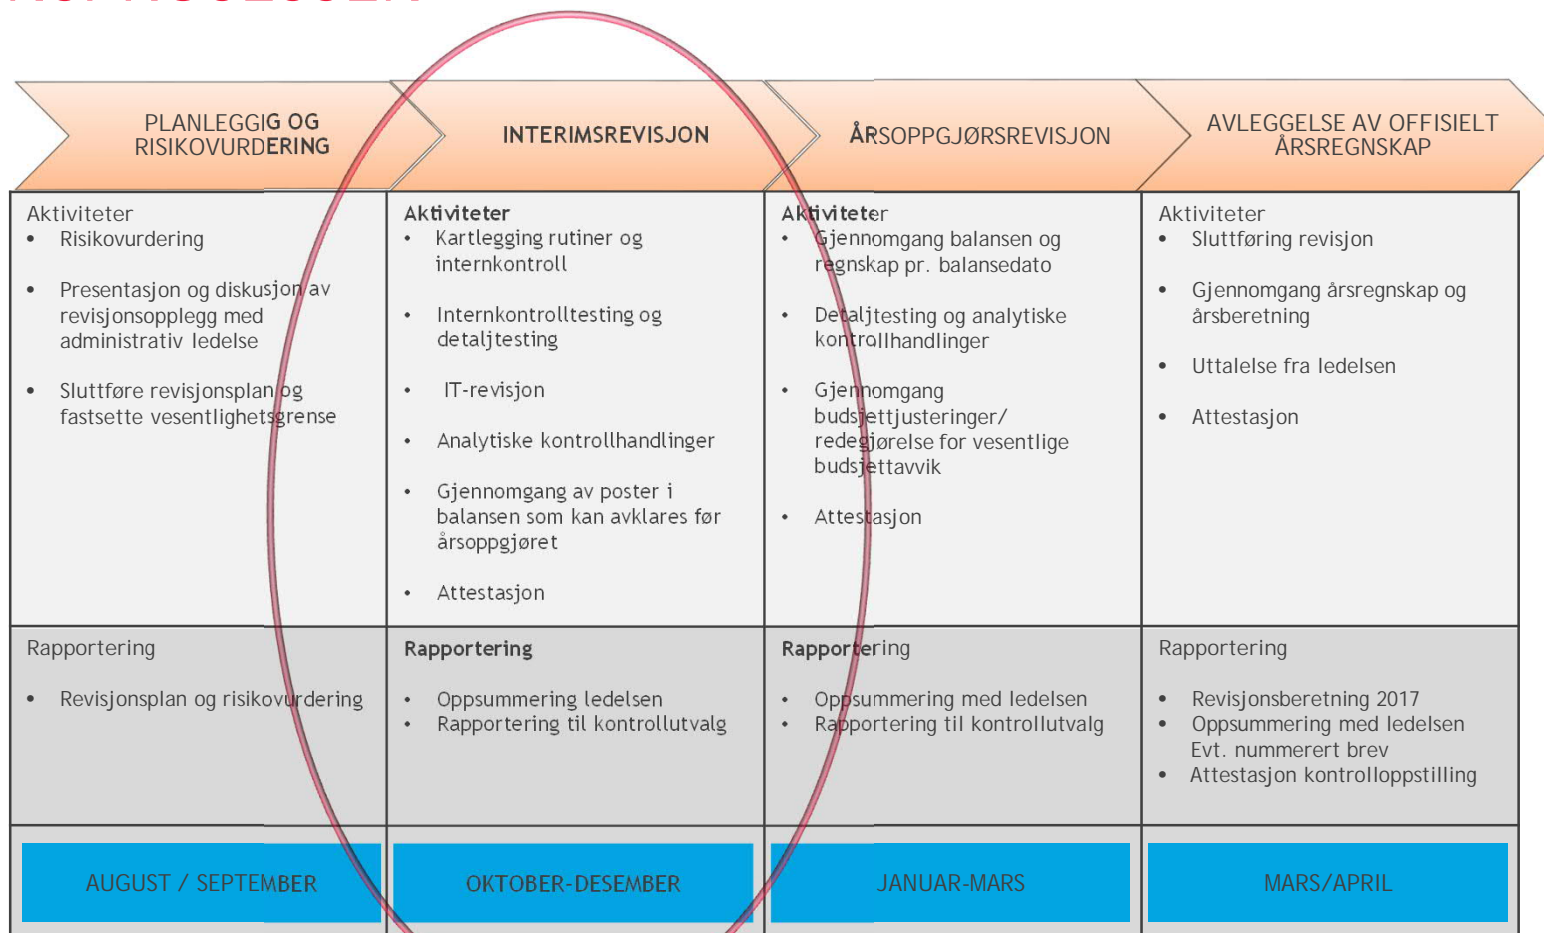 PLANLEGGIG OG
RISIKOVURDERING
INTERIMSREVISJON
ÅRSOPPGJØRSREVISJON
AVLEGGELSE AV OFFISIELT
ÅRSREGNSKAP
Aktiviteter
• Risikovurdering
• Presentasjon og diskusjon av
revisjonsopplegg med
administrativ ledelse
• Sluttføre revisjonsplan og
fastsette vesentlighetsgrense
Aktiviteter
• Kartlegging rutiner og
internkontroll
• Internkontrolltesting og
detaljtesting
• IT-revisjon
• Analytiske kontrollhandlinger
• Gjennomgang av poster i
balansen som kan avklares før
årsoppgjøret
• Attestasjon
Aktiviteter
• Gjennomgang balansen og
regnskap pr. balansedato
• Detaljtesting og analytiske
kontrollhandlinger
• Gjennomgang
budsjettjusteringer/
redegjørelse for vesentlige
budsjettavvik
• Attestasjon
Aktiviteter
• Sluttføring revisjon
• Gjennomgang årsregnskap og
årsberetning
• Uttalelse fra ledelsen
• Attestasjon
Rapportering
• Revisjonsplan og risikovurdering
Rapportering
• Oppsummering ledelsen
• Rapportering til kontrollutvalg
Rapportering
• Oppsummering med ledelsen
• Rapportering til kontrollutvalg
Rapportering
• Revisjonsberetning 2017
• Oppsummering med ledelsen
Evt. nummerert brev
• Attestasjon kontrolloppstilling
AUGUST / SEPTEMBER
OKTOBER-DESEMBER
JANUAR-MARS
MARS/APRIL